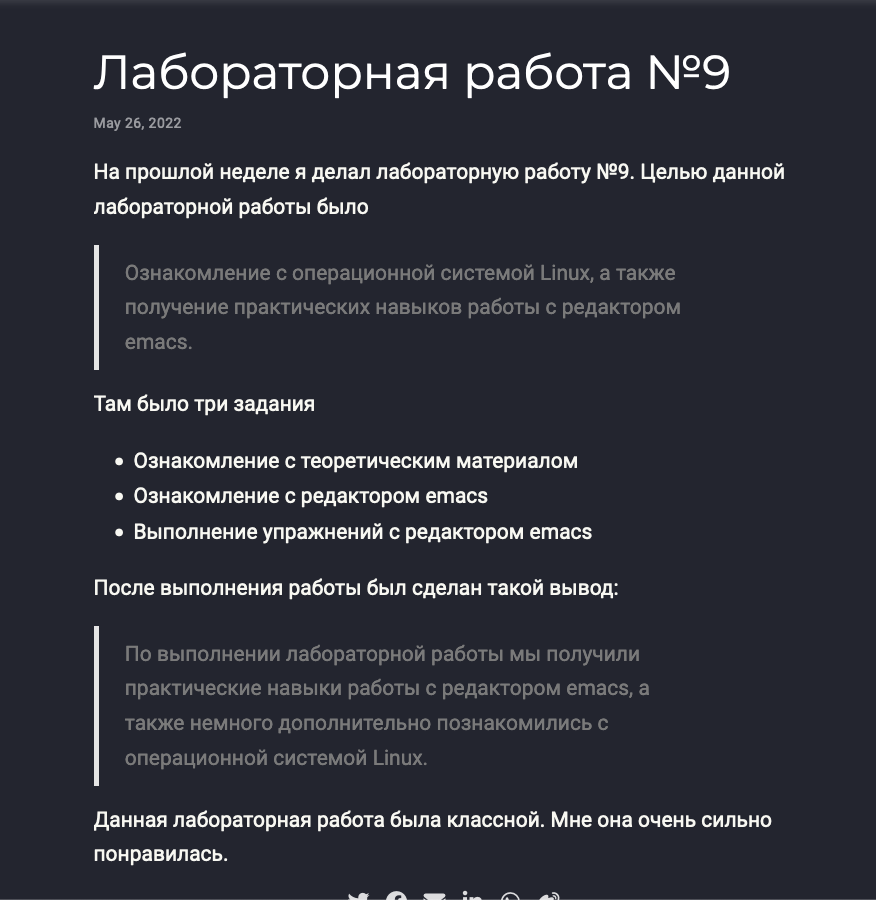 Лабораторная работа №9
May 26, 2022
На прошлой неделе я делал лабораторную работу №9. Целью данной
лабораторной работы было
Ознакомление с операционной системой Linux, а также
получение практических навыков работы с редактором
emacs.
Там было три задания
• Ознакомление с теоретическим материалом
• Ознакомление с редактором emacs
• Выполнение упражнений с редактором emacs
После выполнения работы был сделан такой вывод:
По выполнении лабораторной работы мы получили
практические навыки работы с редактором emacs, а
также немного дополнительно познакомились с
операционной системой Linux.
Данная лабораторная работа была классной. Мне она очень сильно
понравилась.